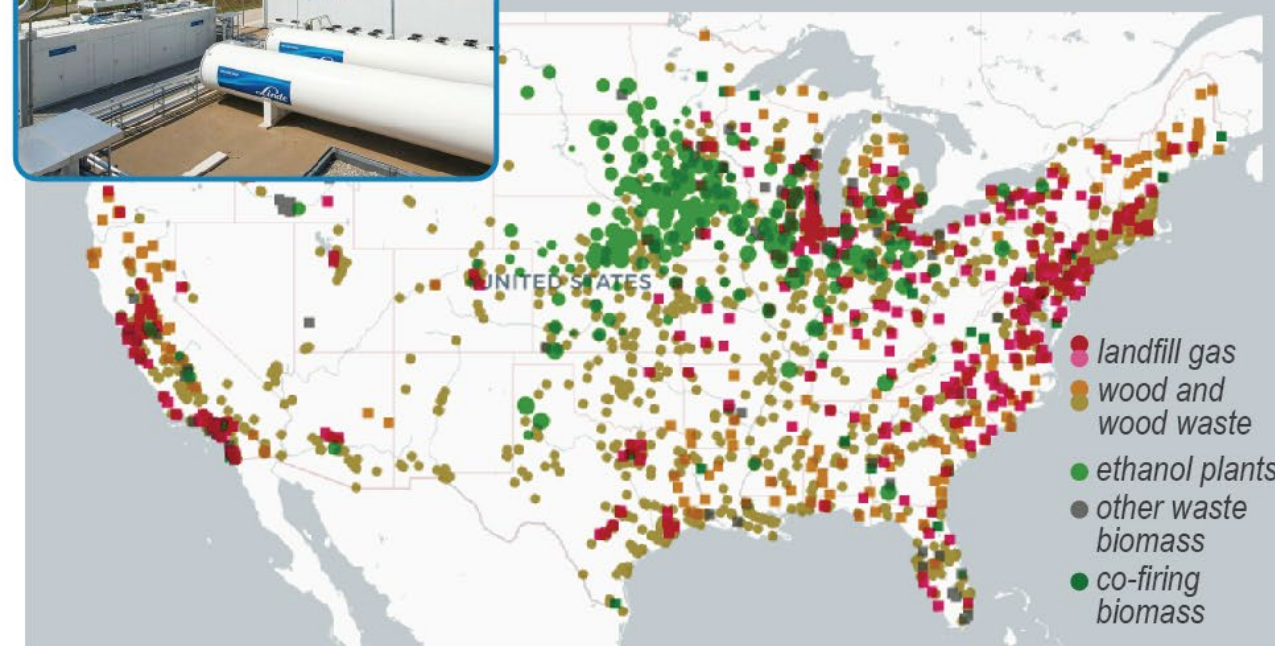 Linde
UNITED STATES
landfill gas
wood and
wood waste
ethanol plants
other waste
biomass
co-firing
biomass